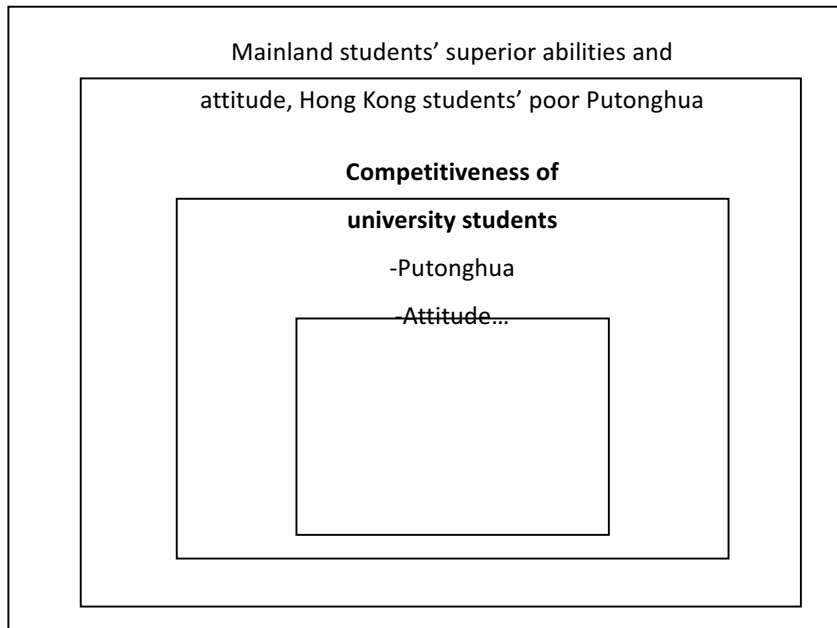 Mainland students’ superior abilities and
attitude, Hong Kong students’ poor Putonghua
Competitiveness of
university students
-Putonghua
-Attitude…